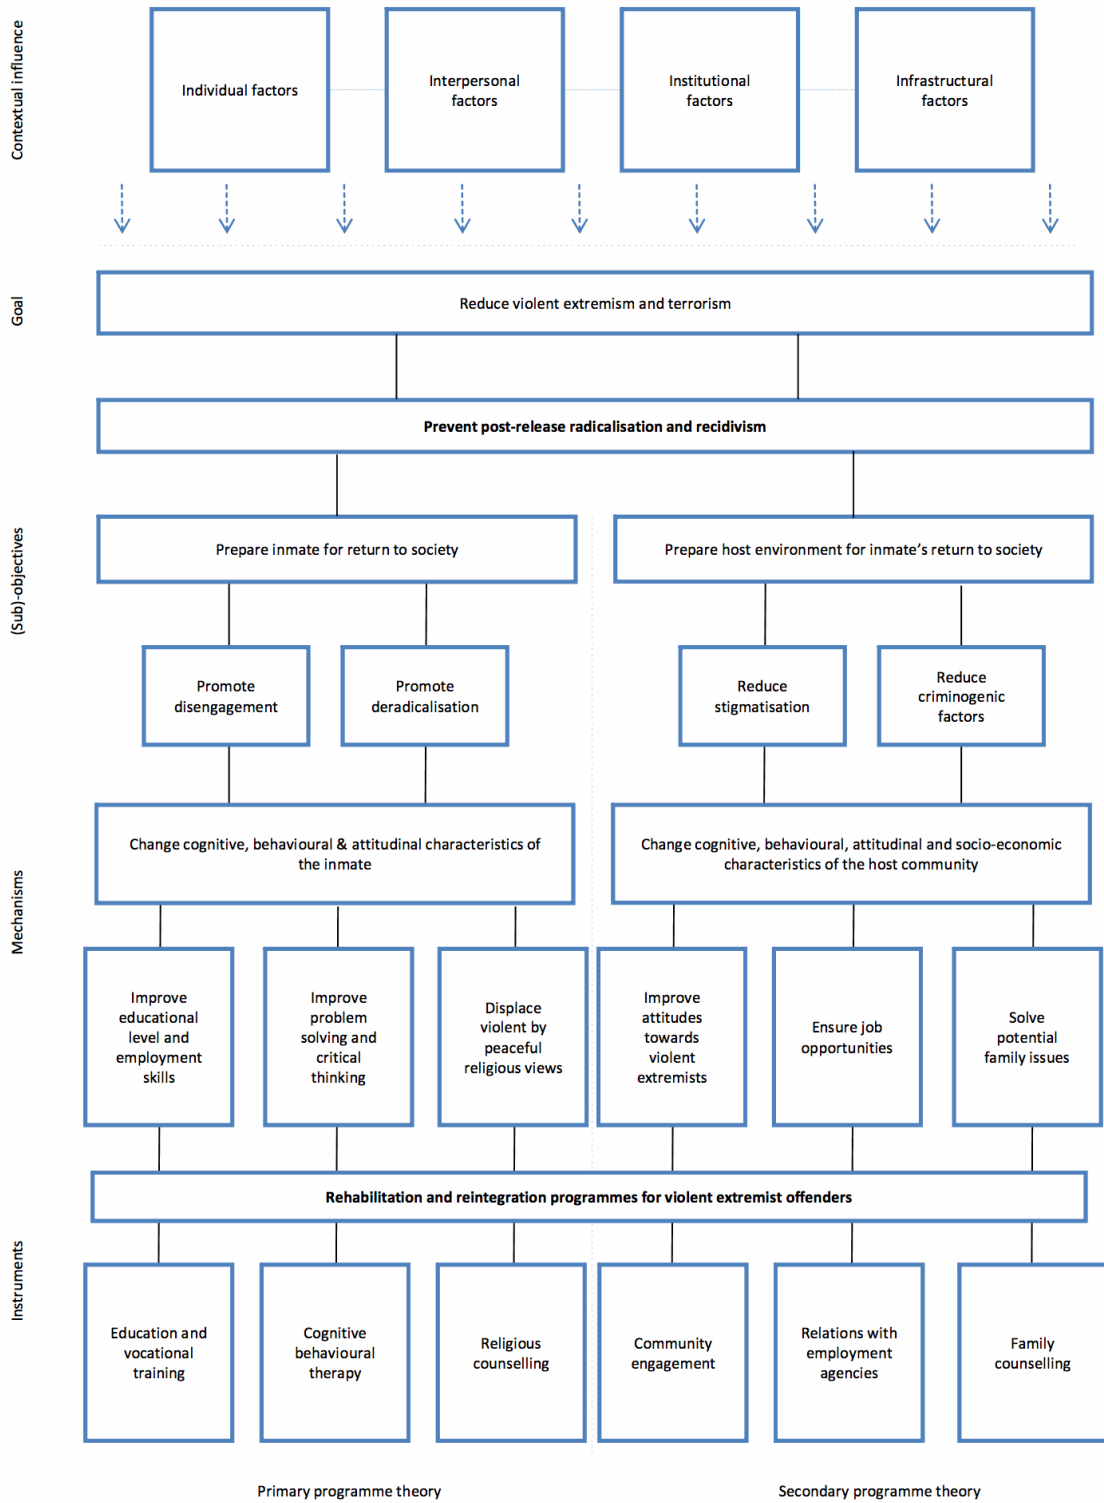 Contextual influence
Individual factors
Interpersonal
factors
Institutional
factors
Infrastructural
factors
Goal
Reduce violent extremism and terrorism
Prevent post-release radicalisation and recidivism
(Sub)-objectives
Prepare inmate for return to society
Prepare host environment for inmate's return to society
Promote
disengagement
Promote
deradicalisation
Reduce
stigmatisation
Reduce
criminogenic
factors
Mechanisms
Change cognitive, behavioural & attitudinal characteristics of
the inmate
Change cognitive, behavioural, attitudinal and socio-economic
characteristics of the host community
Improve
educational
level and
employment
skills
Improve
problem
solving and
critical
thinking
Displace
violent by
peaceful
religious views
Improve
attitudes
towards
violent
extremists
Ensure job
opportunities
Solve
potential
family issues
Rehabilitation and reintegration programmes for violent extremist offenders
Instruments
Education and
vocational
training
Cognitive
behavioural
therapy
Religious
counselling
Community
engagement
Relations with
employment
agencies
Family
counselling
Primary programme theory
Secondary programme theory